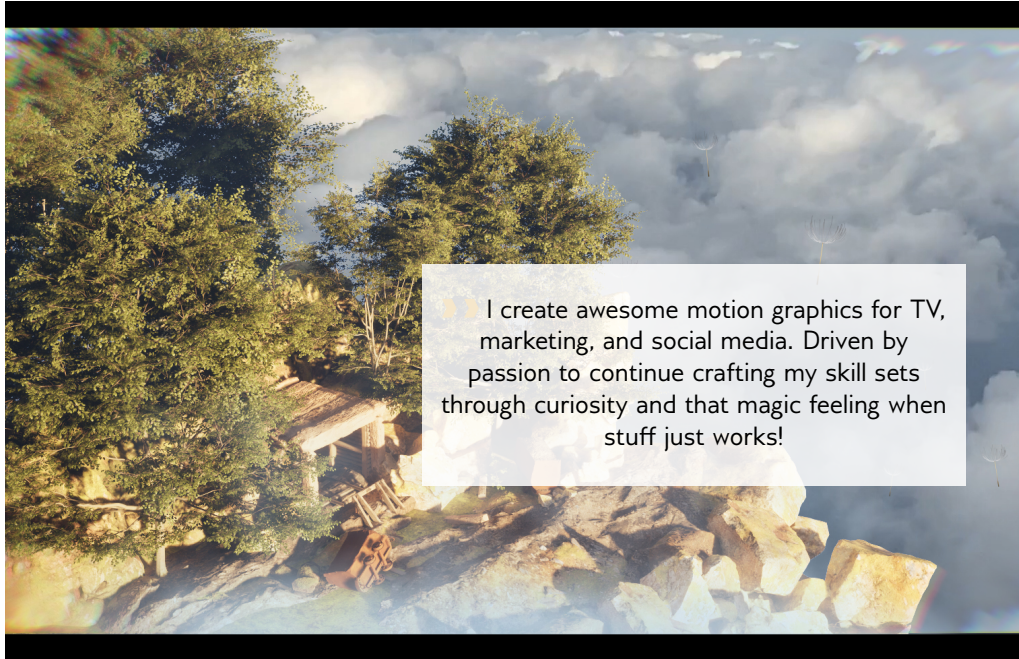 I create awesome motion graphics for TV,
marketing, and social media. Driven by
passion to continue crafting my skill sets
through curiosity and that magic feeling when
stuff just works!